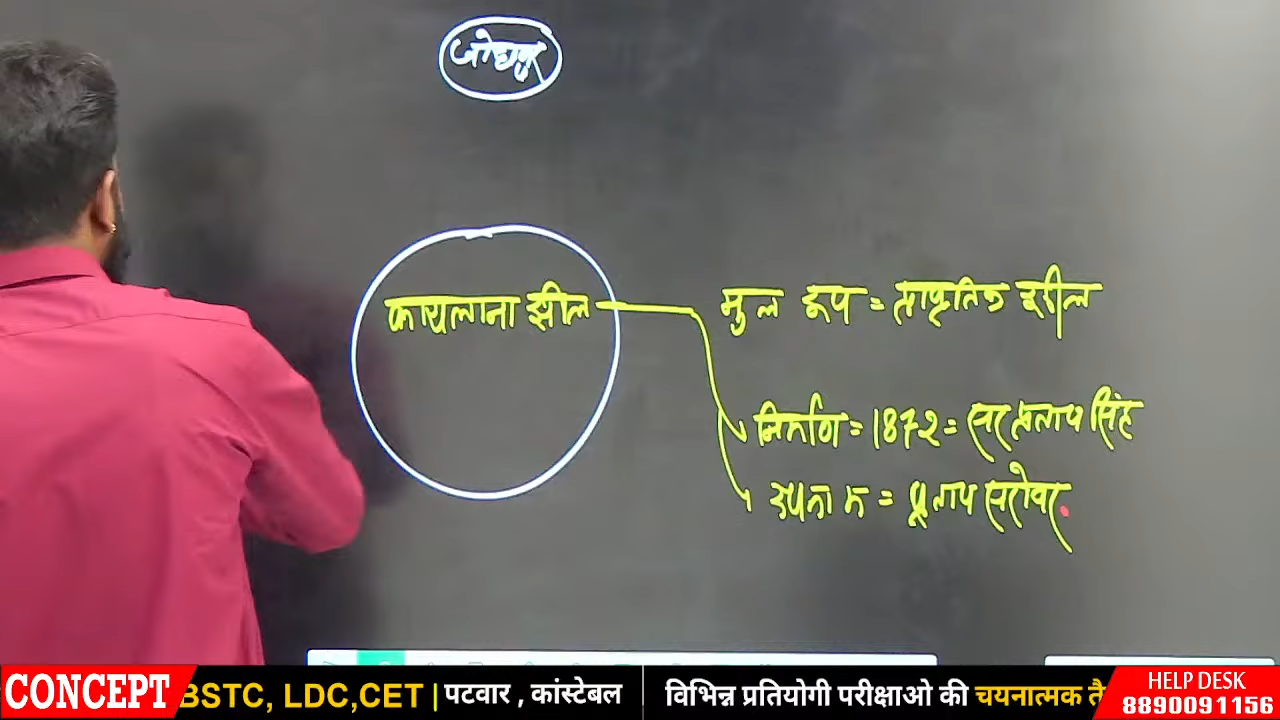 जोधपुर
कायलाना झील
मुल रूप = प्राकृतिक झील
निर्माण = 1872 = सर प्रताप सिंह
उपनाम = प्रताप सरोवर
CONCEPT
BSTC, LDC,CET | पटवार , कांस्टेबल
विभिन्न प्रतियोगी परीक्षाओ की चयनात्मक तै
HELP DESK
8890091156